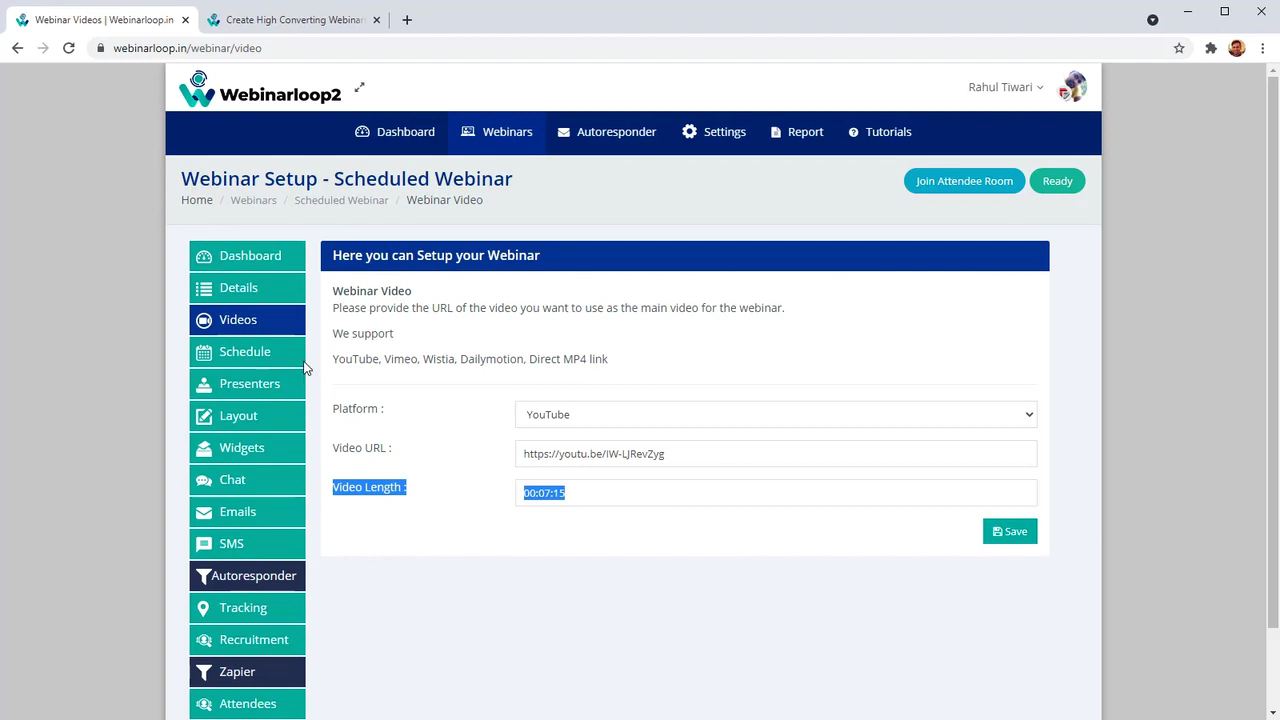 Webinar Videos | Webinarloop.in
Create High Converting Webinar
webinarloop.in/webinar/video
Webinarloop2
Rahul Tiwari
Dashboard
Webinars
Autoresponder
Settings
Report
Tutorials
Webinar Setup - Scheduled Webinar
Home / Webinars / Scheduled Webinar / Webinar Video
Join Attendee Room
Ready
Dashboard
Details
Videos
Schedule
Presenters
Layout
Widgets
Chat
Emails
SMS
Autoresponder
Tracking
Recruitment
Zapier
Attendees
Here you can Setup your Webinar
Webinar Video
Please provide the URL of the video you want to use as the main video for the webinar.
We support
YouTube, Vimeo, Wistia, Dailymotion, Direct MP4 link
Platform :
YouTube
Video URL :
https://youtu.be/IW-LJRevZyg
Video Length :
00:07:15
Save